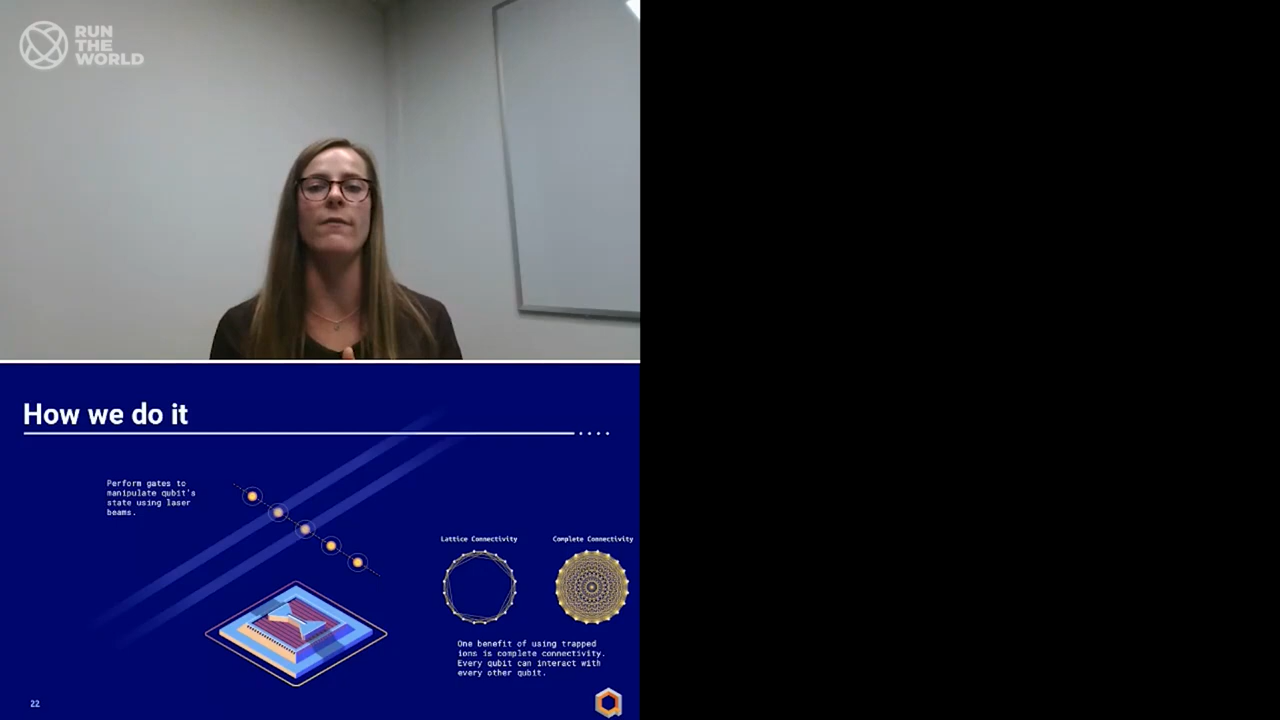 RUN
THE
WORLD
How we do it
Perform gates to
manipulate qubit's
state using laser
beams.
Lattice Connectivity
Complete Connectivity
One benefit of using trapped
ions is complete connectivity.
Every qubit can interact with
every other qubit.
22